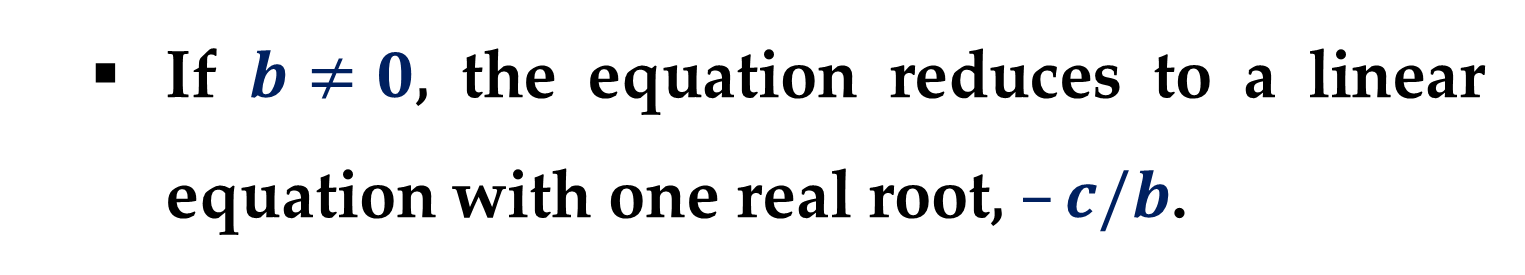 ▪ If b ≠ 0, the equation reduces to a linear
equation with one real root, – c/b.